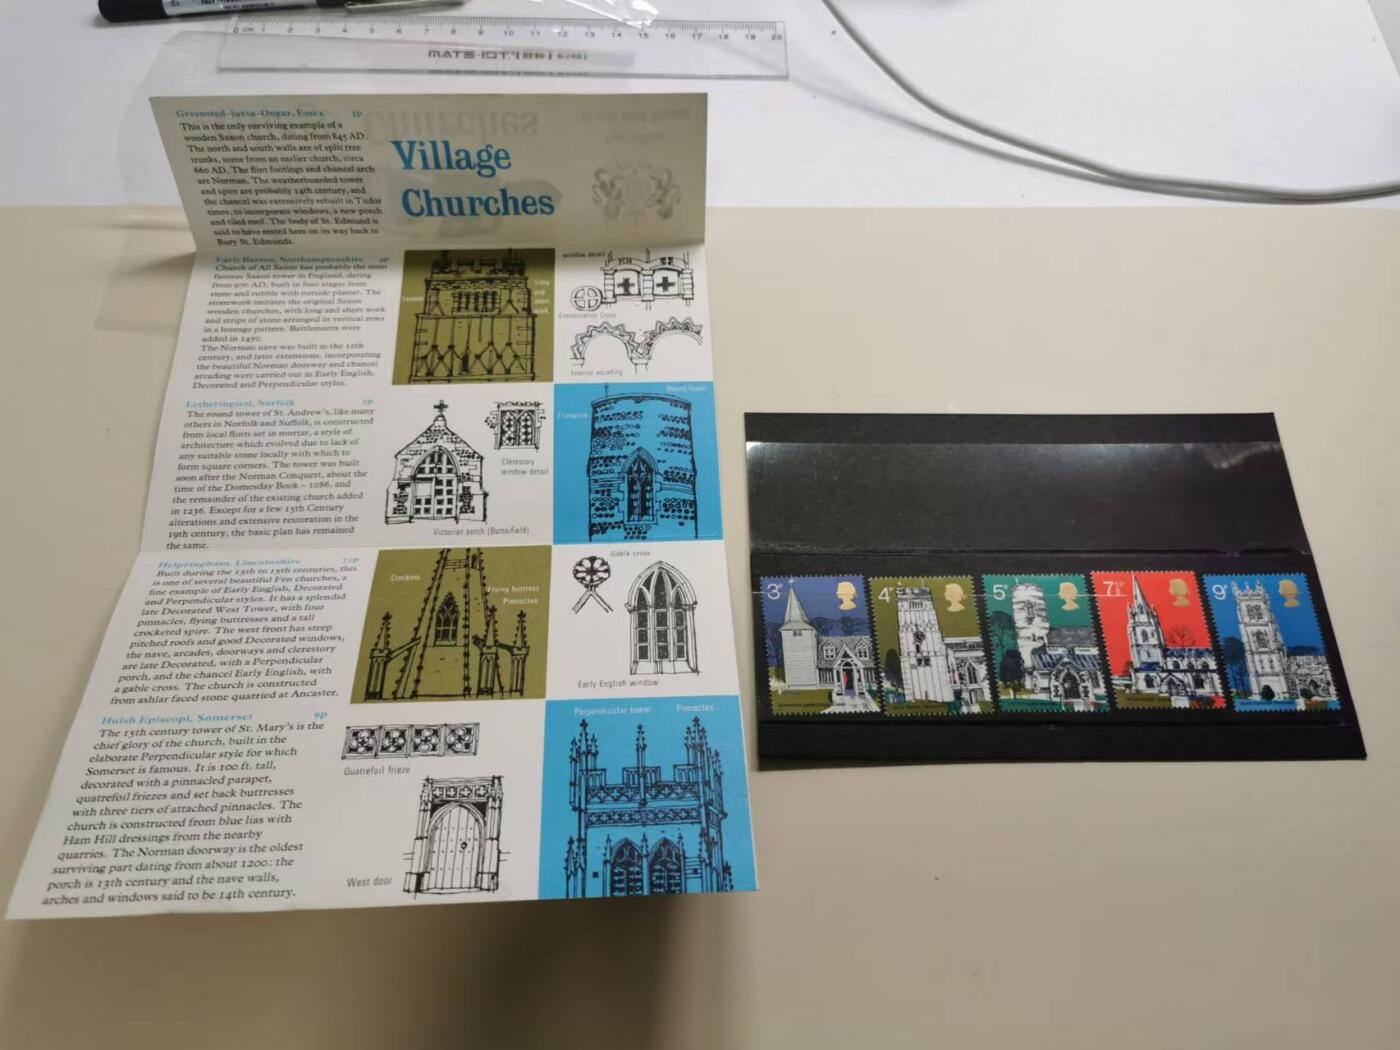 0 cm 1 2 3 4 5 6 7 8 9 10 11 12 13 14 15 16 17 18 19 20
Greensted-juxta-Ongar, Essex 3p
This is the only surviving example of a
wooden Saxon church, dating from 845 AD.
The north and south walls are of split tree
trunks, some from an earlier church, circa
660 AD. The flint footings and chancel arch
are Norman. The weatherboarded tower
and spire are probably 14th century, and
the chancel was extensively rebuilt in Tudor
times, to incorporate windows, a new porch
and tiled roof. The body of St. Edmund is
said to have rested here on its way back to
Bury St. Edmunds.
Village
Churches
Earls Barton, Northamptonshire 4p
Church of All Saints has probably the most
famous Saxon tower in England, dating
from 970 AD, built in four stages from
stone and rubble with outside plaster. The
stonework imitates the original Saxon
wooden churches, with long and short work
and strips of stone arranged in vertical rows
in a lozenge pattern. Battlements were
added in 1450.
The Norman nave was built in the 12th
century, and later extensions, incorporating
the beautiful Norman doorway and chancel
arcading were carried out in Early English,
Decorated and Perpendicular styles.
Long
and
short
work
window detail
Consecration Cross
Interior arcading
Letheringsett, Norfolk 5p
The round tower of St. Andrew's, like many
others in Norfolk and Suffolk, is constructed
from local flints set in mortar, a style of
architecture which evolved due to lack of
any suitable stone locally with which to
form square corners. The tower was built
soon after the Norman Conquest, about the
time of the Domesday Book – 1086, and
the remainder of the existing church added
in 1236. Except for a few 15th Century
alterations and extensive restoration in the
19th century, the basic plan has remained
the same.
Clerestory
window detail
Victorian porch (Butterfield)
Round tower
Flintwork
Helpringham, Lincolnshire 7½p
Built during the 13th to 15th centuries, this
is one of several beautiful Fen churches, a
fine example of Early English, Decorated
and Perpendicular styles. It has a splendid
late Decorated West Tower, with four
pinnacles, flying buttresses and a tall
crocketed spire. The west front has steep
pitched roofs and good Decorated windows,
the nave, arcades, doorways and clerestory
are late Decorated, with a Perpendicular
porch, and the chancel Early English, with
a gable cross. The church is constructed
from ashlar faced stone quarried at Ancaster.
Crockets
Flying buttress
Pinnacles
Gable cross
Early English window
Huish Episcopi, Somerset 9p
The 15th century tower of St. Mary's is the
chief glory of the church, built in the
elaborate Perpendicular style for which
Somerset is famous. It is 100 ft. tall,
decorated with a pinnacled parapet,
quatrefoil friezes and set back buttresses
with three tiers of attached pinnacles. The
church is constructed from blue lias with
Ham Hill dressings from the nearby
quarries. The Norman doorway is the oldest
surviving part dating from about 1200: the
porch is 13th century and the nave walls,
arches and windows said to be 14th century.
Quatrefoil frieze
West door
Perpendicular tower
Pinnacles
3p
4p
5p
7½p
9p